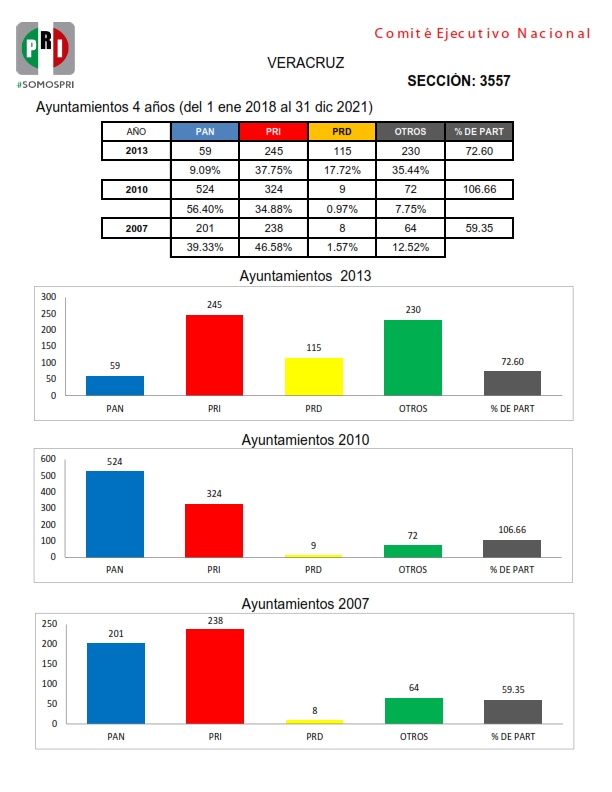 Comité Ejecutivo Nacional
PRI
#SOMOSPRI
VERACRUZ
SECCIÓN: 3557
Ayuntamientos 4 años (del 1 ene 2018 al 31 dic 2021)
AÑO PAN PRI PRD OTROS % DE PART
2013 59 245 115 230 72.60
9.09% 37.75% 17.72% 35.44%
2010 524 324 9 72 106.66
56.40% 34.88% 0.97% 7.75%
2007 201 238 8 64 59.35
39.33% 46.58% 1.57% 12.52%
Ayuntamientos 2013
300
250
200
150
100
50
0
59 245 115 230 72.60
PAN PRI PRD OTROS % DE PART
Ayuntamientos 2010
600
500
400
300
200
100
0
524 324 9 72 106.66
PAN PRI PRD OTROS % DE PART
Ayuntamientos 2007
250
200
150
100
50
0
201 238 8 64 59.35
PAN PRI PRD OTROS % DE PART